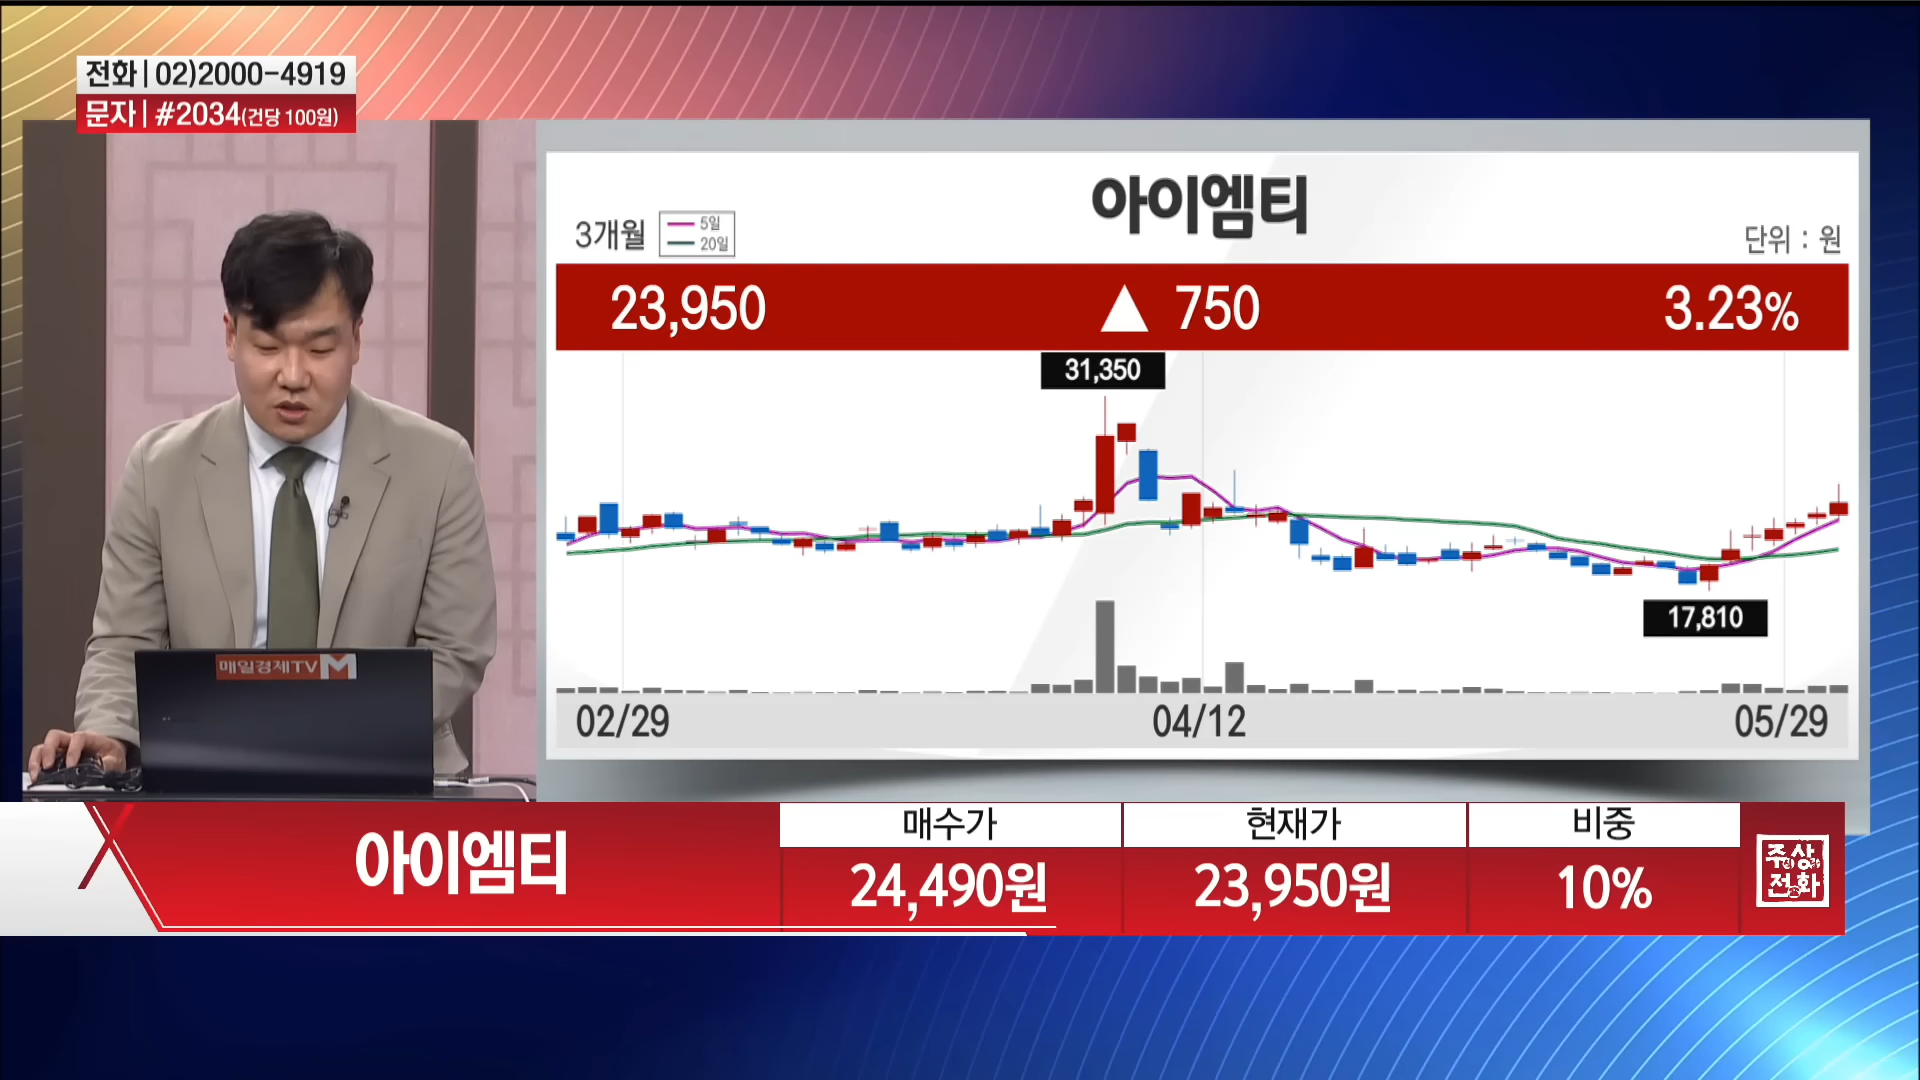 전화 | 02)2000-4919
문자 | #2034(건당 100원)
아이엠티
3개월
5일
20일
단위 : 원
23,950 ▲ 750 3.23%
31,350
17,810
02/29 04/12 05/29
매일경제TV M
아이엠티
매수가 현재가 비중
24,490원 23,950원 10%
주상
전화